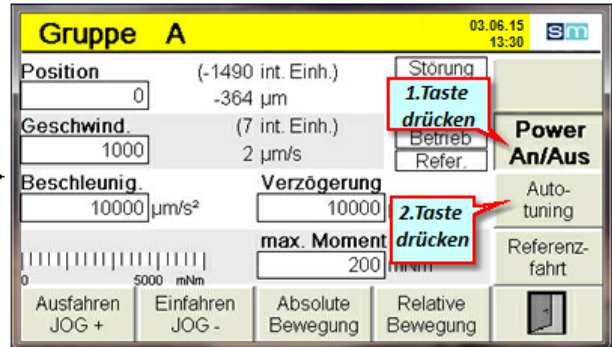 Gruppe A
03.06.15
13:30
sm
Position
(-1490 int. Einh.)
Störung
0
-364 µm
1.Taste
drücken
Geschwind.
(7 int. Einh.)
Betrieb
Power
An/Aus
1000
2 µm/s
Refer.
Beschleunig.
Verzögerung
Auto-
tuning
10000 µm/s²
10000
2.Taste
drücken
max. Moment
200 mNm
Referenz-
fahrt
0
5000 mNm
Ausfahren
JOG +
Einfahren
JOG -
Absolute
Bewegung
Relative
Bewegung